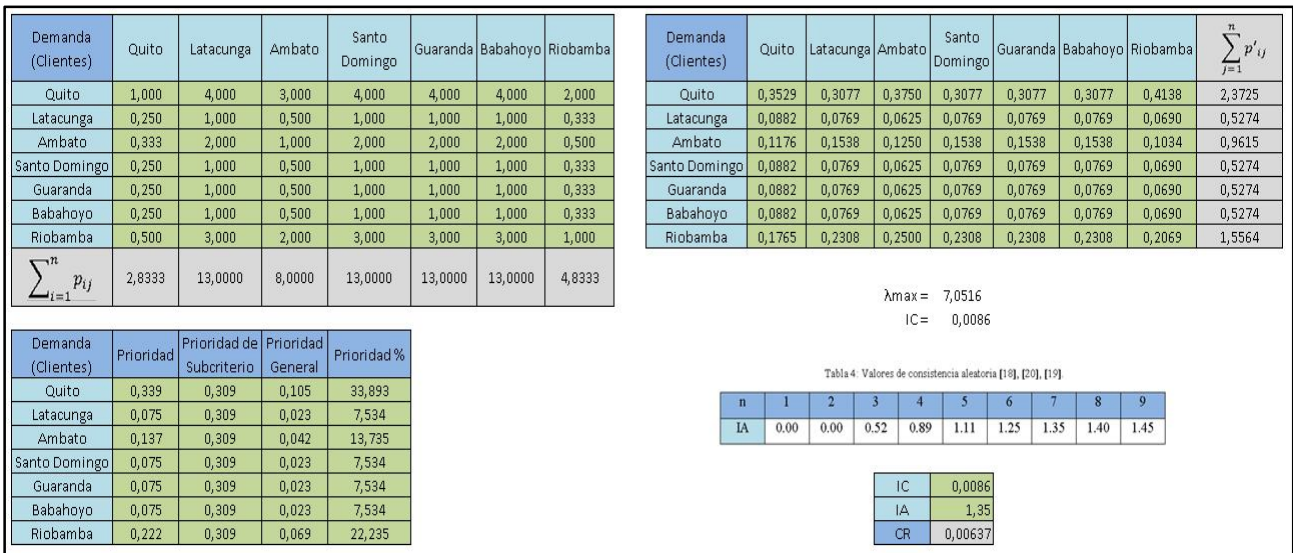 Demanda (Clientes) Quito Latacunga Ambato Santo Domingo Guaranda Babahoyo Riobamba
Quito 1,000 4,000 3,000 4,000 4,000 4,000 2,000
Latacunga 0,250 1,000 0,500 1,000 1,000 1,000 0,333
Ambato 0,333 2,000 1,000 2,000 2,000 2,000 0,500
Santo Domingo 0,250 1,000 0,500 1,000 1,000 1,000 0,333
Guaranda 0,250 1,000 0,500 1,000 1,000 1,000 0,333
Babahoyo 0,250 1,000 0,500 1,000 1,000 1,000 0,333
Riobamba 0,500 3,000 2,000 3,000 3,000 3,000 1,000
∑ n i=1 pij 2,8333 13,0000 8,0000 13,0000 13,0000 13,0000 4,8333
Demanda (Clientes) Quito Latacunga Ambato Santo Domingo Guaranda Babahoyo Riobamba ∑ n j=1 p'ij
Quito 0,3529 0,3077 0,3750 0,3077 0,3077 0,3077 0,4138 2,3725
Latacunga 0,0882 0,0769 0,0625 0,0769 0,0769 0,0769 0,0690 0,5274
Ambato 0,1176 0,1538 0,1250 0,1538 0,1538 0,1538 0,1034 0,9615
Santo Domingo 0,0882 0,0769 0,0625 0,0769 0,0769 0,0769 0,0690 0,5274
Guaranda 0,0882 0,0769 0,0625 0,0769 0,0769 0,0769 0,0690 0,5274
Babahoyo 0,0882 0,0769 0,0625 0,0769 0,0769 0,0769 0,0690 0,5274
Riobamba 0,1765 0,2308 0,2500 0,2308 0,2308 0,2308 0,2069 1,5564
λmax = 7,0516
IC = 0,0086
Demanda (Clientes) Prioridad Prioridad de Subcriterio Prioridad General Prioridad %
Quito 0,339 0,309 0,105 33,893
Latacunga 0,075 0,309 0,023 7,534
Ambato 0,137 0,309 0,042 13,735
Santo Domingo 0,075 0,309 0,023 7,534
Guaranda 0,075 0,309 0,023 7,534
Babahoyo 0,075 0,309 0,023 7,534
Riobamba 0,222 0,309 0,069 22,235
Tabla 4: Valores de consistencia aleatoria [18], [20], [19].
n 1 2 3 4 5 6 7 8 9
IA 0.00 0.00 0.52 0.89 1.11 1.25 1.35 1.40 1.45
IC 0,0086
IA 1,35
CR 0,00637